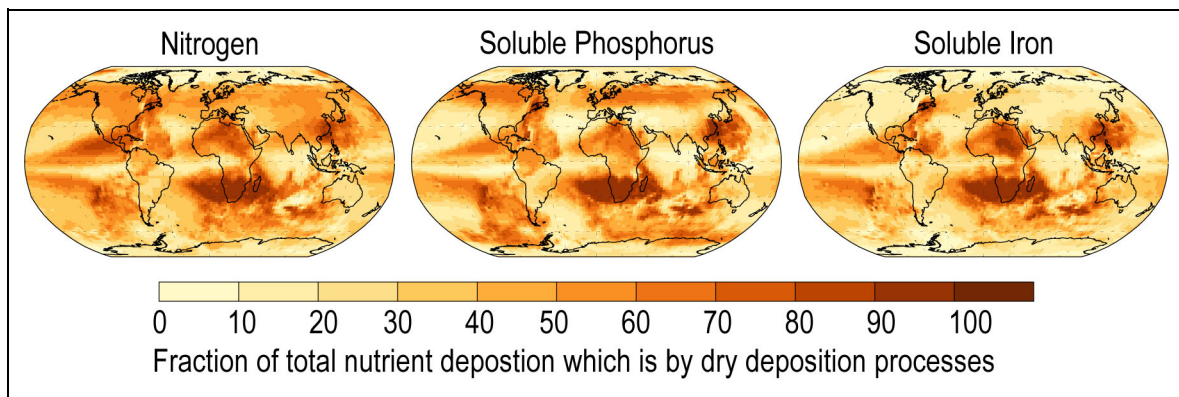 Nitrogen Soluble Phosphorus Soluble Iron
0 10 20 30 40 50 60 70 80 90 100
Fraction of total nutrient depostion which is by dry deposition processes